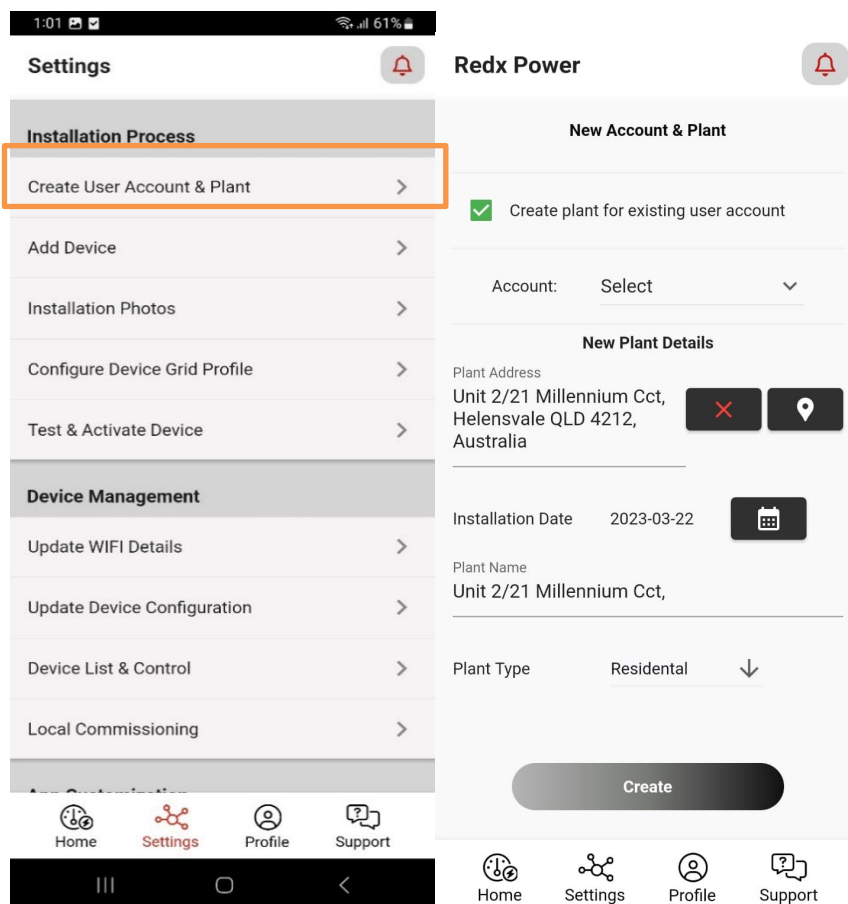 1:01 61%
Settings
Installation Process
Create User Account & Plant
Add Device
Installation Photos
Configure Device Grid Profile
Test & Activate Device
Device Management
Update WIFI Details
Update Device Configuration
Device List & Control
Local Commissioning
Home Settings Profile Support
Redx Power
New Account & Plant
Create plant for existing user account
Account: Select
New Plant Details
Plant Address
Unit 2/21 Millennium Cct,
Helensvale QLD 4212,
Australia
Installation Date 2023-03-22
Plant Name
Unit 2/21 Millennium Cct,
Plant Type Residental
Create
Home Settings Profile Support